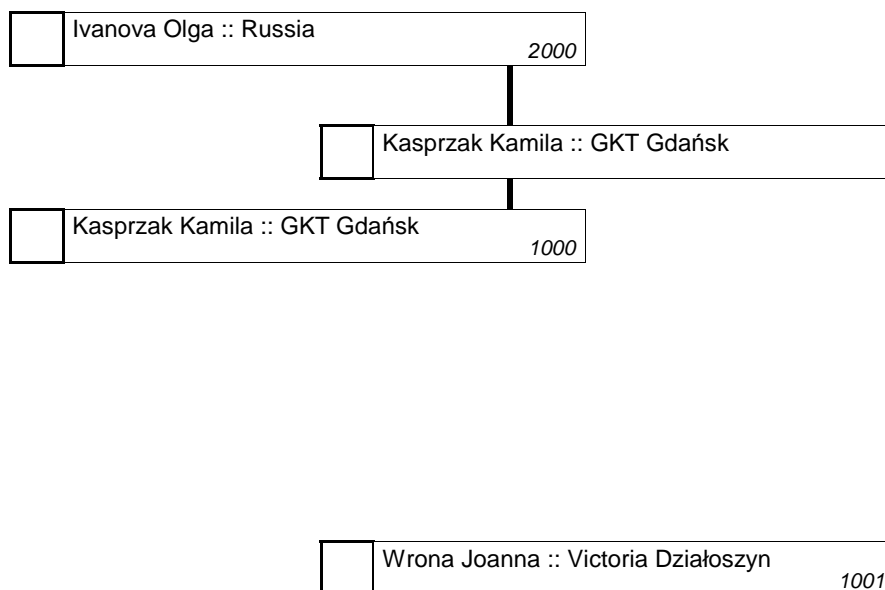 Ivanova Olga :: Russia
2000
Kasprzak Kamila :: GKT Gdańsk
Kasprzak Kamila :: GKT Gdańsk
1000
Wrona Joanna :: Victoria Działoszyn
1001